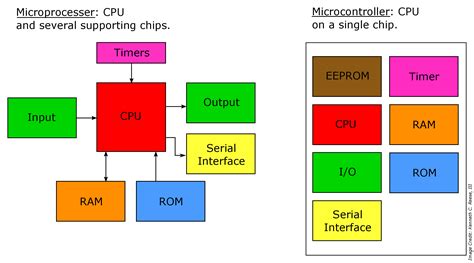 Microprocesser: CPU
and several supporting chips.
Timers
Input
CPU
Output
Serial
Interface
RAM
ROM
Microcontroller: CPU
on a single chip.
EEPROM
Timer
CPU
RAM
I/O
ROM
Serial
Interface
Image Credit: Kenneth C. Reese, III